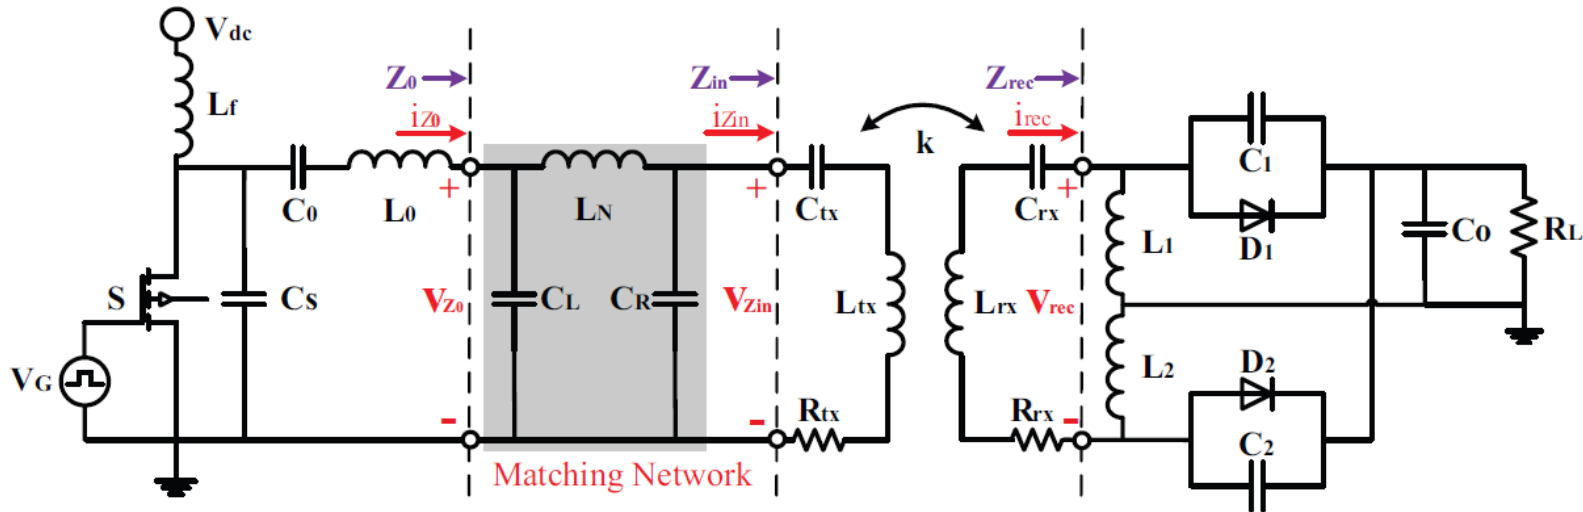 Vdc
Lf
Z0
iZ0
Zin
iZin
k
Zrec
irec
C1
C0
L0
LN
Ctx
Crx
L1
D1
Co
RL
S
Cs
VZ0
CL
CR
VZin
Ltx
Lrx
Vrec
+
+
+
VG
L2
D2
Rtx
Rrx
-
-
-
C2
Matching Network